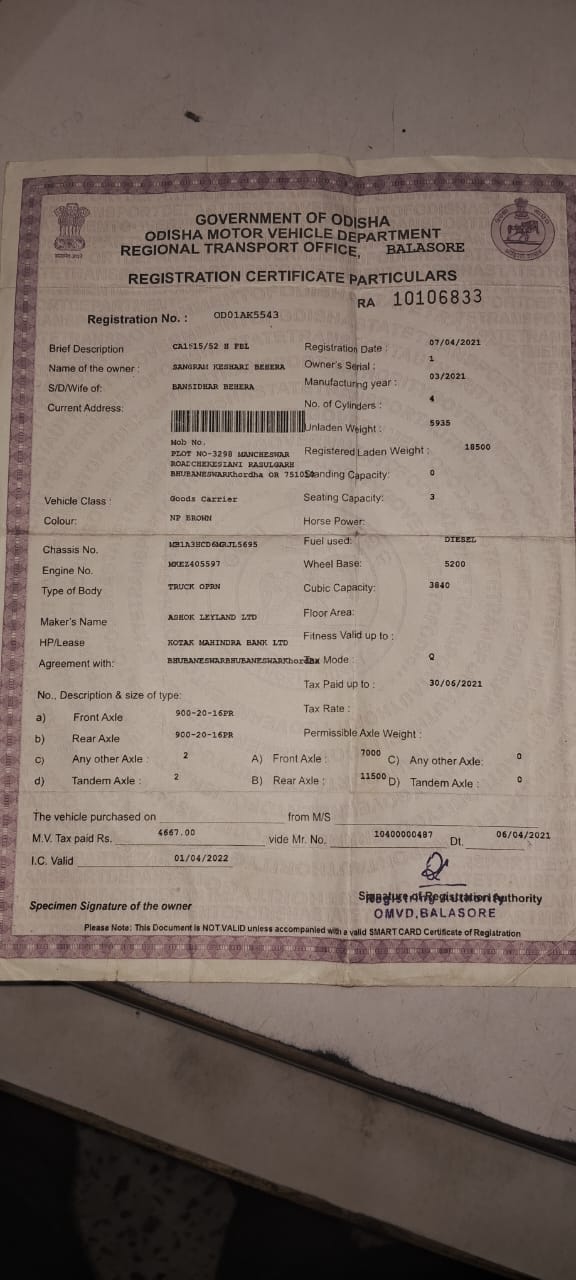 GOVERNMENT OF ODISHA
ODISHA MOTOR VEHICLE DEPARTMENT
REGIONAL TRANSPORT OFFICE, BALASORE
REGISTRATION CERTIFICATE PARTICULARS
RA 10106833
Registration No. : OD01AK5543
Brief Description CA1515/52 H FBL Registration Date : 07/04/2021
Name of the owner : SANGRAM KESHARI BEHERA Owner's Serial : 1
S/D/Wife of: BANSIDHAR BEHERA Manufacturing year : 03/2021
Current Address: No. of Cylinders : 4
Unladen Weight : 5935
Mob No.
PLOT NO-3298 MANCHESWAR Registered Laden Weight : 18500
ROADCHEKESIANI RASULGARH
BHUBANESWARKhordha OR Standing Capacity: 0
Vehicle Class : Goods Carrier Seating Capacity: 3
Colour: NP BROWN Horse Power:
Chassis No. MB1A3HCD6MRJL5695 Fuel used: DIESEL
Engine No. MKEZ405597 Wheel Base: 5200
Type of Body TRUCK OPRN Cubic Capacity: 3840
Maker's Name ASHOK LEYLAND LTD Floor Area:
HP/Lease KOTAK MAHINDRA BANK LTD Fitness Valid up to :
Agreement with: Tax Mode : Q
Tax Paid up to : 30/06/2021
No., Description & size of type:
Tax Rate :
a) Front Axle 900-20-16PR
b) Rear Axle 900-20-16PR Permissible Axle Weight :
c) Any other Axle : 2 A) Front Axle : 7000 C) Any other Axle: 0
d) Tandem Axle : 2 B) Rear Axle : 11500 D) Tandem Axle : 0
The vehicle purchased on from M/S
M.V. Tax paid Rs. 4667.00 vide Mr. No. 10400000487 Dt. 06/04/2021
I.C. Valid 01/04/2022
Specimen Signature of the owner Signature of Registration Authority
OMVD, BALASORE
Please Note: This Document is NOT VALID unless accompanied with a valid SMART CARD Certificate of Registration